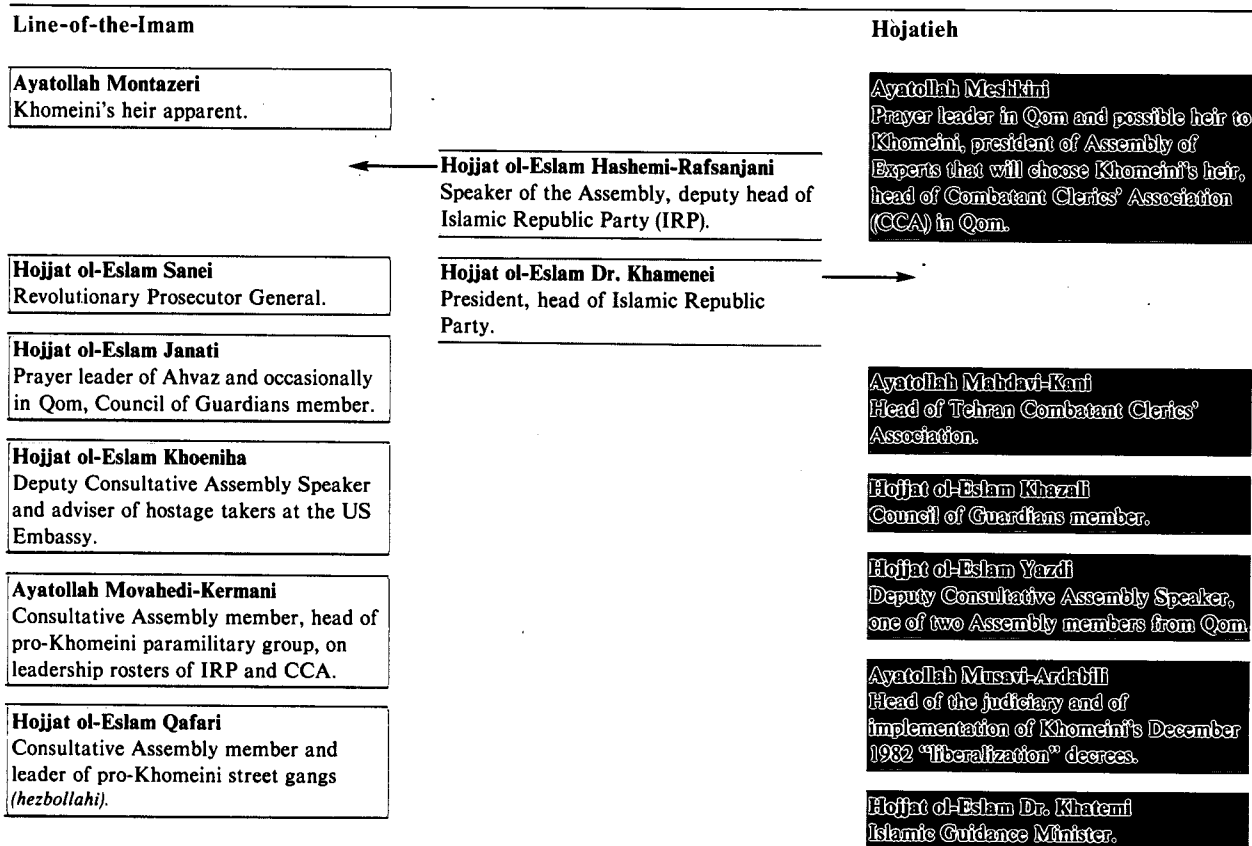 Line-of-the-Imam
Hojatieh
Ayatollah Montazeri
Khomeini's heir apparent.
Hojjat ol-Eslam Hashemi-Rafsanjani
Speaker of the Assembly, deputy head of
Islamic Republic Party (IRP).
Ayatollah Meshkini
Prayer leader in Qom and possible heir to
Khomeini, president of Assembly of
Experts that will choose Khomeini's heir,
head of Combatant Clerics' Association
(CCA) in Qom.
Hojjat ol-Eslam Sanei
Revolutionary Prosecutor General.
Hojjat ol-Eslam Dr. Khamenei
President, head of Islamic Republic
Party.
Hojjat ol-Eslam Janati
Prayer leader of Ahvaz and occasionally
in Qom, Council of Guardians member.
Ayatollah Mahdavi-Kani
Head of Tehran Combatant Clerics'
Association.
Hojjat ol-Eslam Khoeniha
Deputy Consultative Assembly Speaker
and adviser of hostage takers at the US
Embassy.
Hojjat ol-Eslam Khazali
Council of Guardians member.
Hojjat ol-Eslam Yazdi
Deputy Consultative Assembly Speaker,
one of two Assembly members from Qom.
Ayatollah Movahedi-Kermani
Consultative Assembly member, head of
pro-Khomeini paramilitary group, on
leadership rosters of IRP and CCA.
Ayatollah Musavi-Ardabili
Head of the judiciary and of
implementation of Khomeini's December
1982 "liberalization" decrees.
Hojjat ol-Eslam Qafari
Consultative Assembly member and
leader of pro-Khomeini street gangs
(hezbollahi).
Hojjat ol-Eslam Dr. Khatemi
Islamic Guidance Minister.